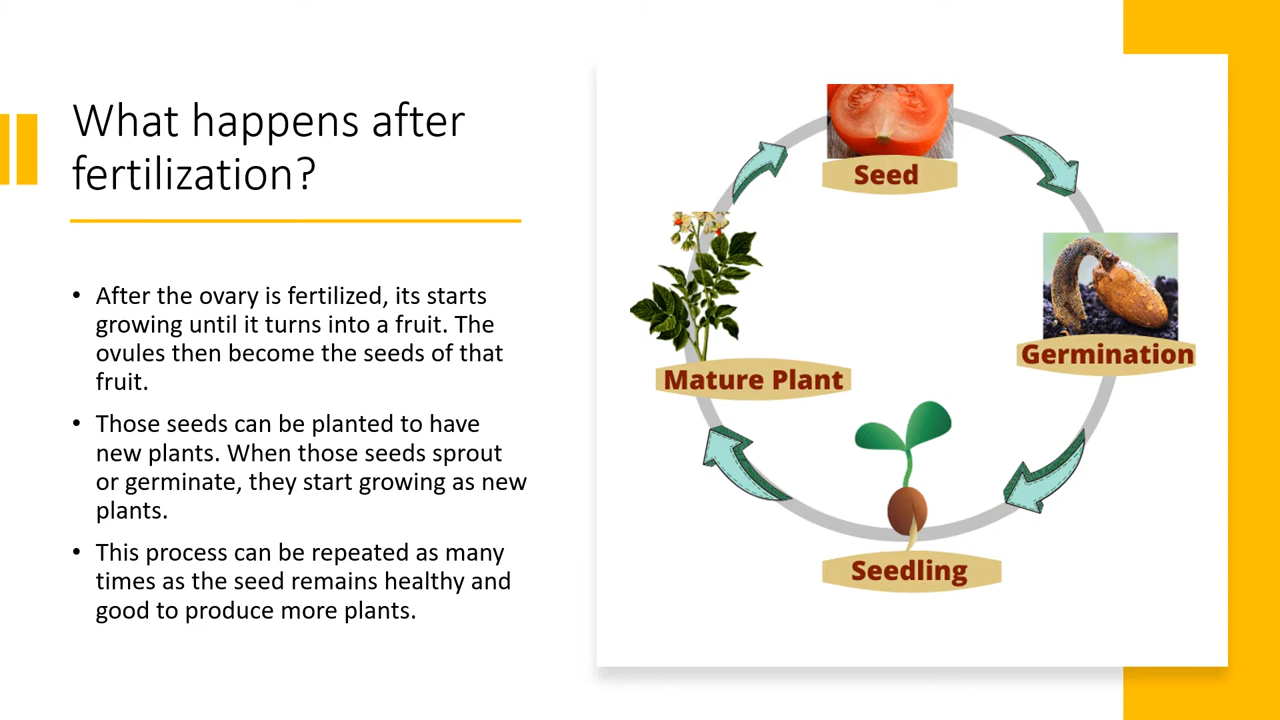 What happens after
fertilization?
• After the ovary is fertilized, its starts
growing until it turns into a fruit. The
ovules then become the seeds of that
fruit.
• Those seeds can be planted to have
new plants. When those seeds sprout
or germinate, they start growing as new
plants.
• This process can be repeated as many
times as the seed remains healthy and
good to produce more plants.
Seed
Germination
Seedling
Mature Plant